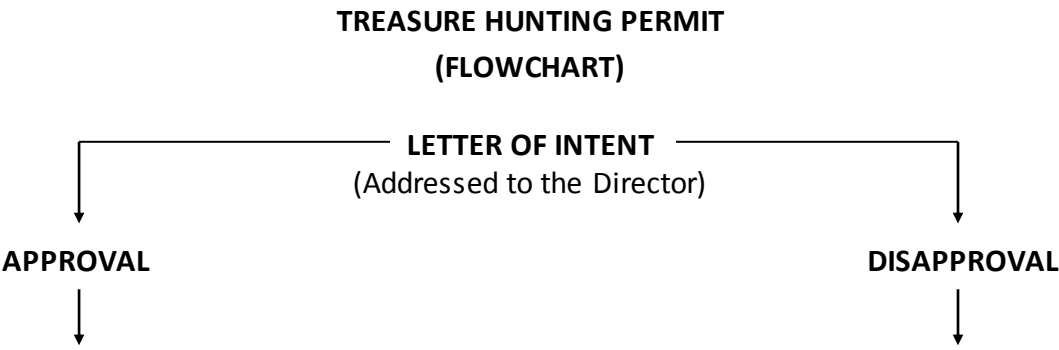 TREASURE HUNTING PERMIT
(FLOWCHART)
LETTER OF INTENT
(Addressed to the Director)
APPROVAL
DISAPPROVAL